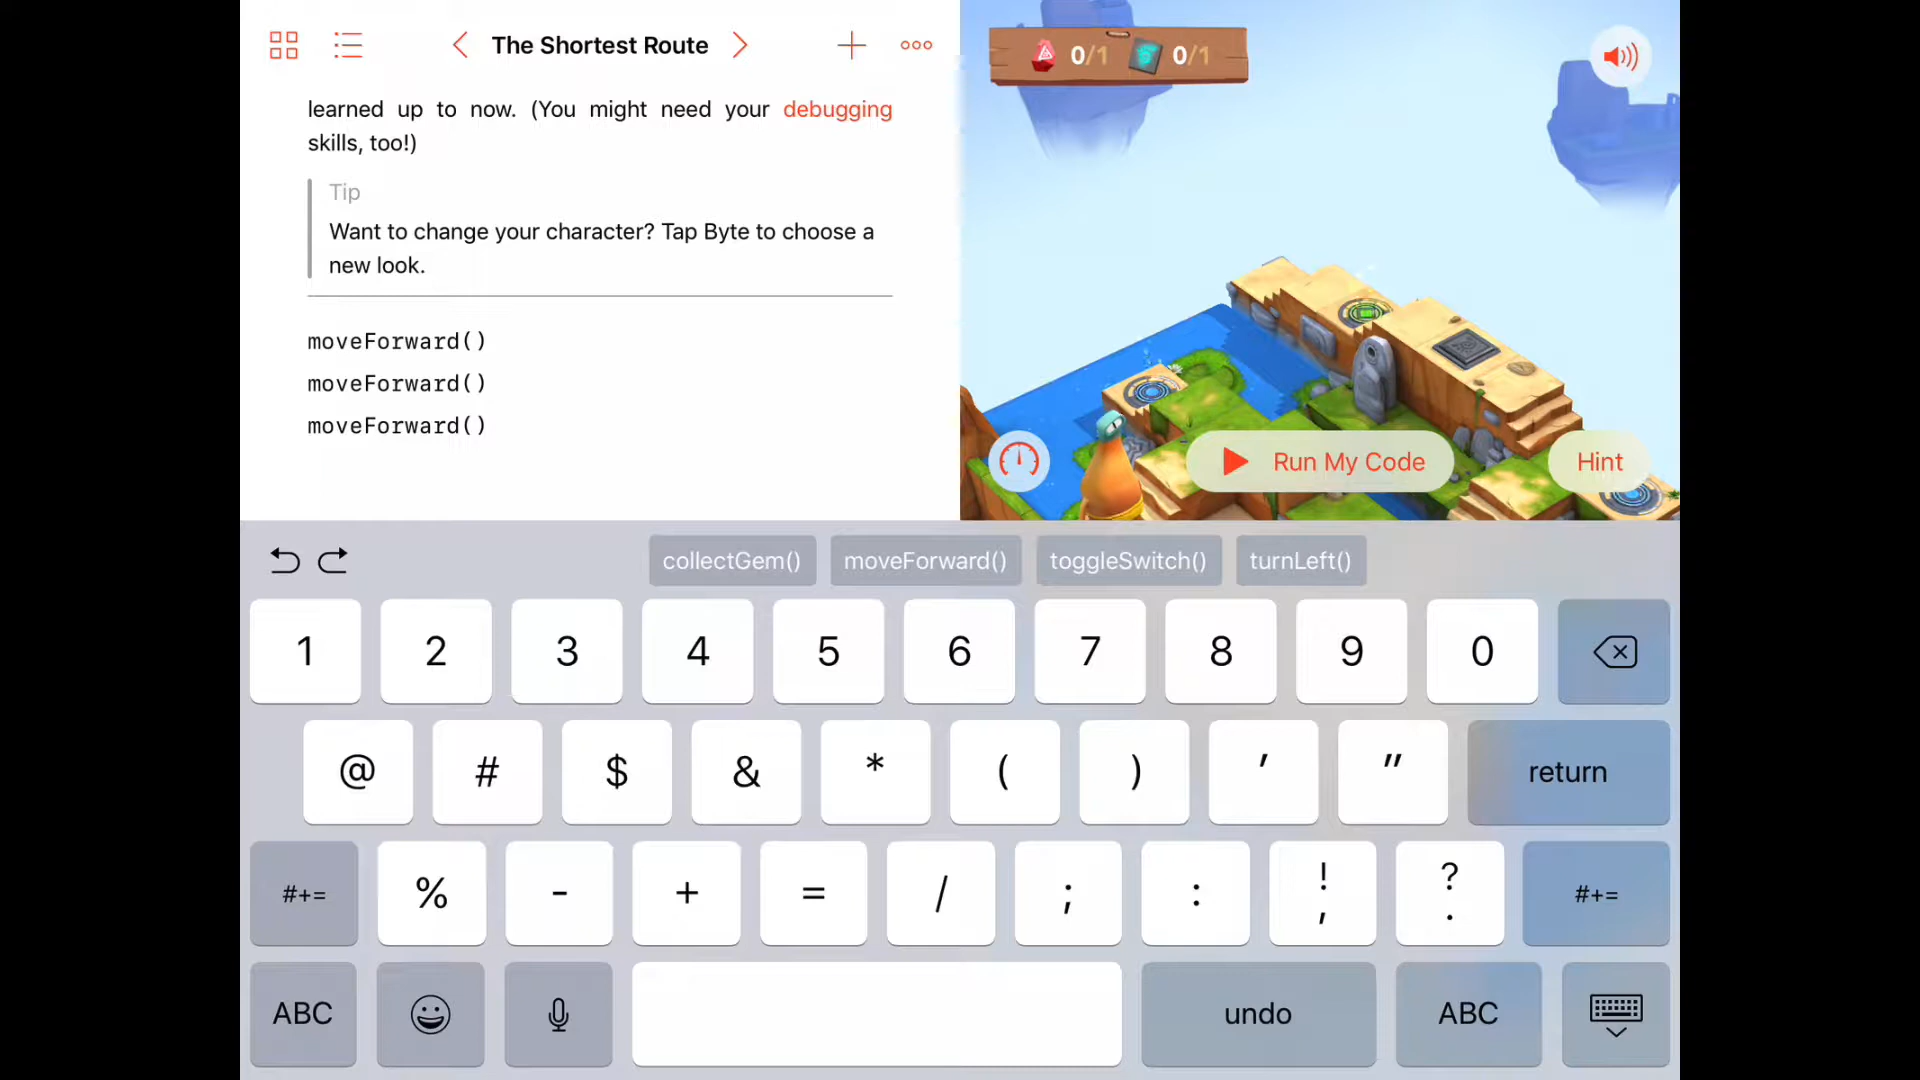 The Shortest Route
0/1 0/1
learned up to now. (You might need your debugging
skills, too!)
Tip
Want to change your character? Tap Byte to choose a
new look.
moveForward()
moveForward()
moveForward()
Run My Code
Hint
collectGem() moveForward() toggleSwitch() turnLeft()
1 2 3 4 5 6 7 8 9 0
@ # $ & * ( ) ' " return
#+= % - + = / ; : ! , ? . #+=
ABC undo ABC